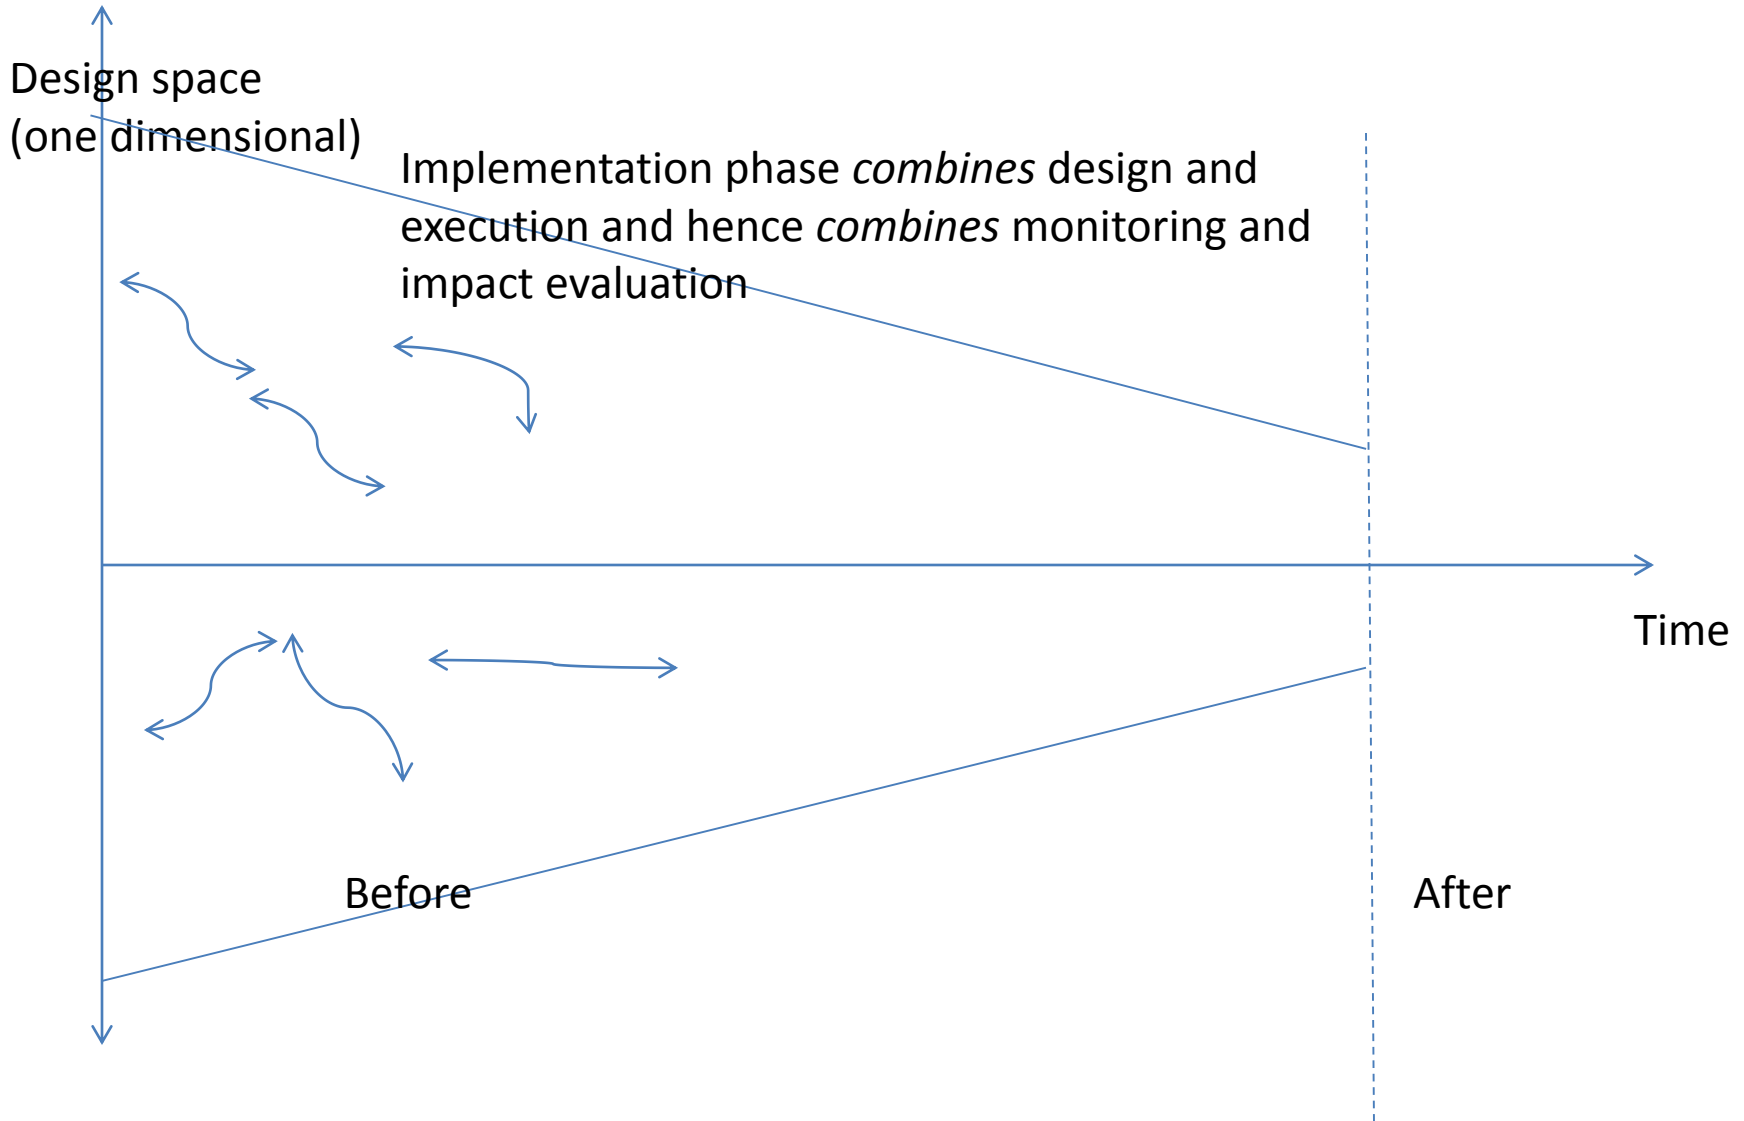 Design space
(one dimensional)
Implementation phase combines design and
execution and hence combines monitoring and
impact evaluation
Time
Before
After